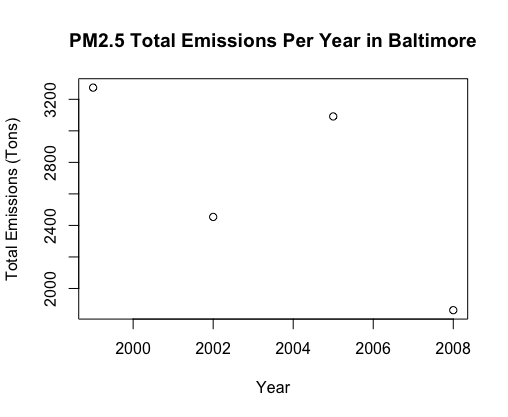 PM2.5 Total Emissions Per Year in Baltimore
Total Emissions (Tons)
3200
2800
2400
2000
2000 2002 2004 2006 2008
Year